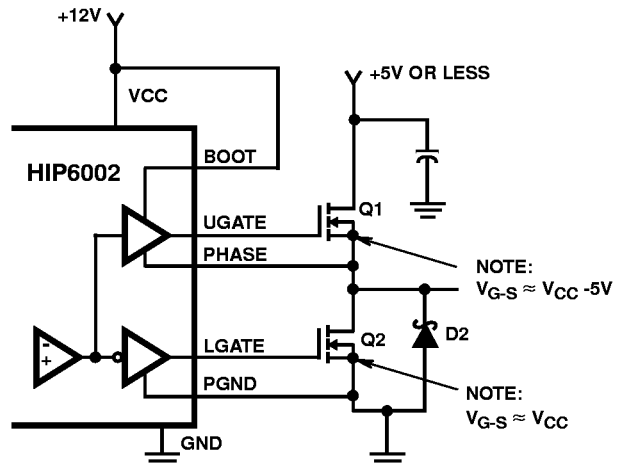 +12V
VCC
+5V OR LESS
BOOT
HIP6002
Q1
UGATE
PHASE
NOTE:
VG-S ≈ VCC -5V
-
+
LGATE
Q2
D2
PGND
NOTE:
VG-S ≈ VCC
GND